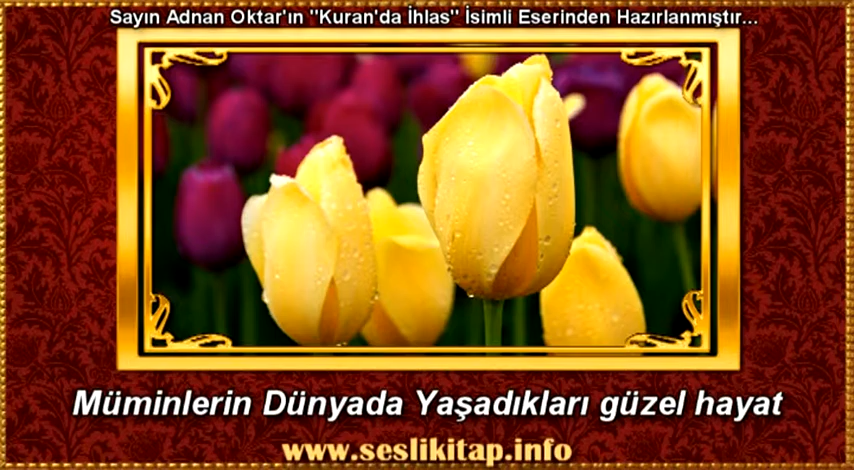 Sayın Adnan Oktar'ın "Kuran'da İhlas" İsimli Eserinden Hazırlanmıştır...
Müminlerin Dünyada Yaşadıkları güzel hayat
www.seslikitap.info